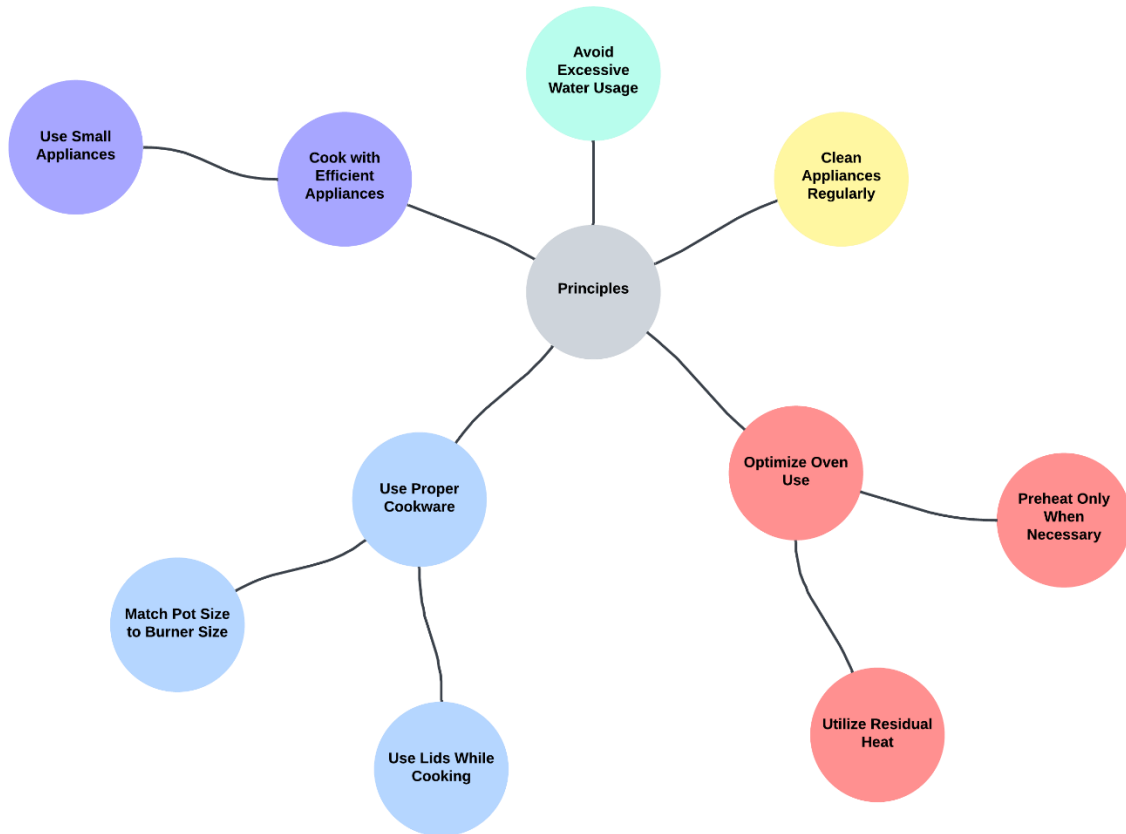 Avoid
Excessive
Water Usage
Use Small
Appliances
Cook with
Efficient
Appliances
Clean
Appliances
Regularly
Principles
Optimize Oven
Use
Use Proper
Cookware
Preheat Only
When
Necessary
Match Pot Size
to Burner Size
Utilize Residual
Heat
Use Lids While
Cooking